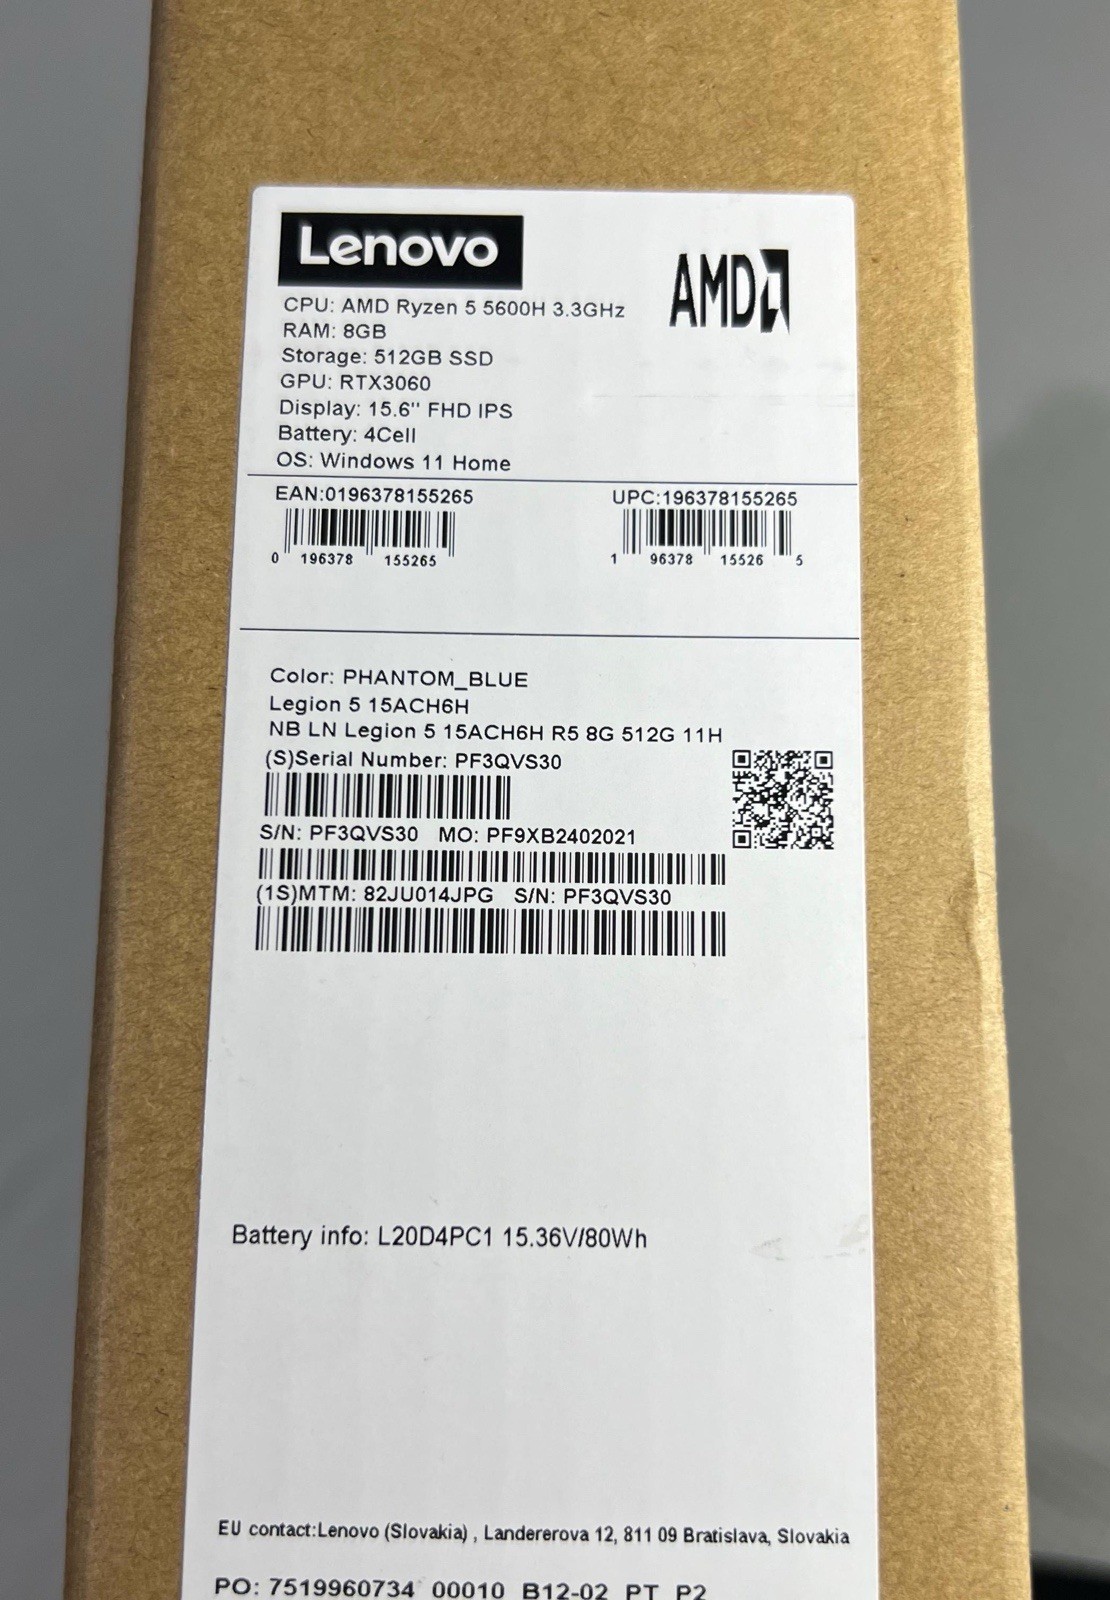 Lenovo
AMD
CPU: AMD Ryzen 5 5600H 3.3GHz
RAM: 8GB
Storage: 512GB SSD
GPU: RTX3060
Display: 15.6'' FHD IPS
Battery: 4Cell
OS: Windows 11 Home
EAN:0196378155265 UPC:196378155265
0 196378 155265 1 96378 15526 5
Color: PHANTOM_BLUE
Legion 5 15ACH6H
NB LN Legion 5 15ACH6H R5 8G 512G 11H
(S)Serial Number: PF3QVS30
S/N: PF3QVS30 MO: PF9XB2402021
(1S)MTM: 82JU014JPG S/N: PF3QVS30
Battery info: L20D4PC1 15.36V/80Wh
EU contact:Lenovo (Slovakia) , Landererova 12, 811 09 Bratislava, Slovakia
PO: 7519960734 00010 B12-02 PT P2